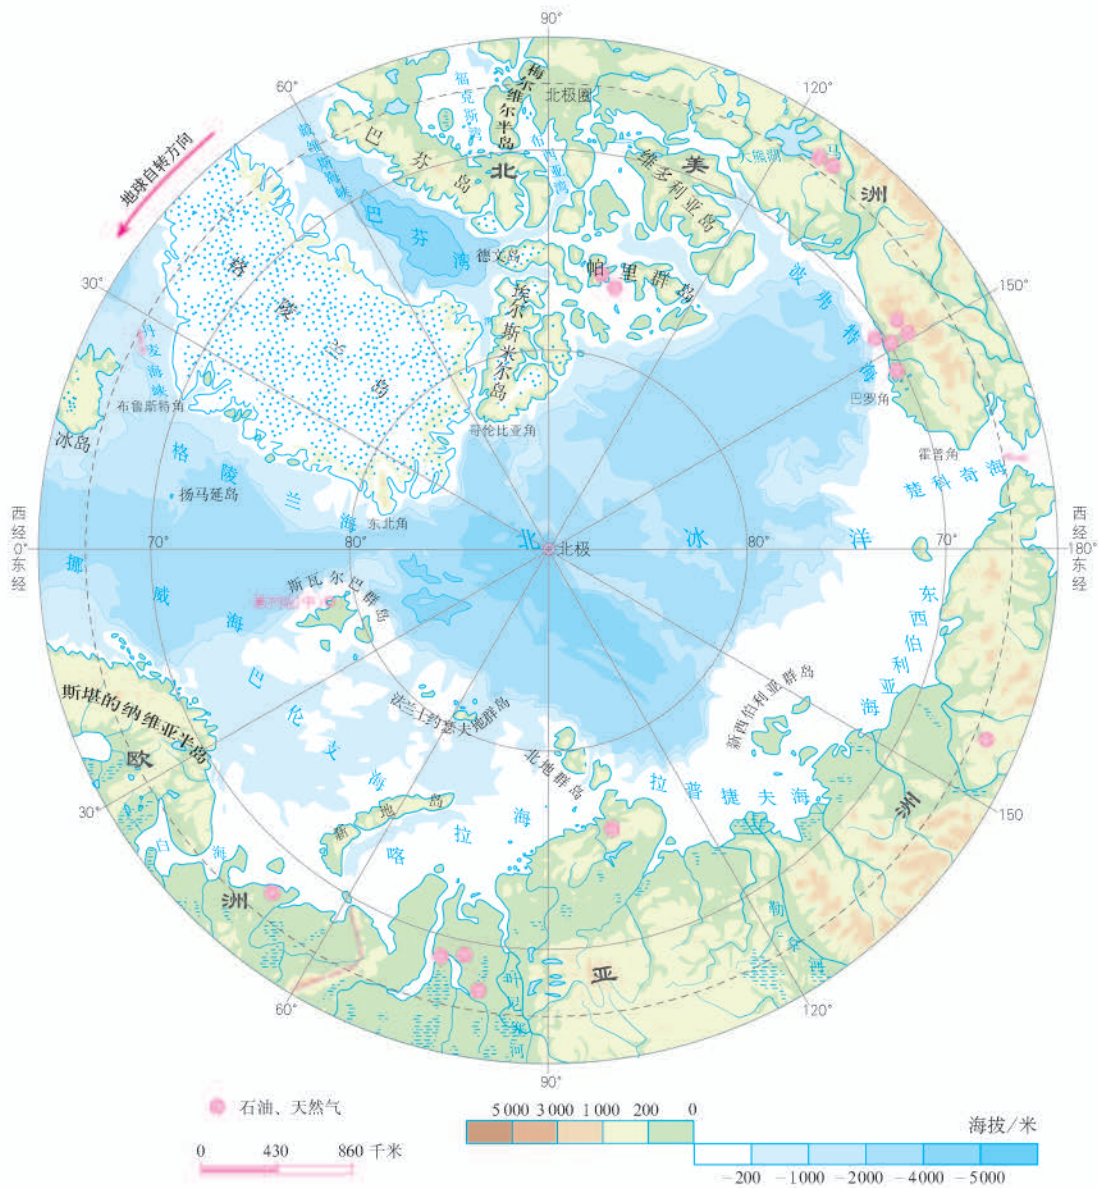 90°
60°
120°
梅尔维尔半岛
福克斯湾
北极圈
地球自转方向
戴维斯海峡
巴芬岛
北
美
洲
布西亚湾
维多利亚岛
大熊湖
马
巴芬湾
德文岛
帕里群岛
波弗特海
格陵兰岛
埃尔斯米尔岛
30°
150°
丹麦海峡
布鲁斯特角
哥伦比亚角
巴罗角
冰岛
霍普角
楚科奇海
格陵兰海
扬马延岛
东北角
西经
0°
东经
70°
80°
北
北极
冰
80°
洋
70°
西经
180°
东经
挪威海
斯瓦尔巴群岛
东西伯利亚海
巴伦支海
法兰士约瑟夫地群岛
新西伯利亚群岛
斯堪的纳维亚半岛
欧
洲
北地群岛
拉普捷夫海
30°
150
新地岛
喀拉海
白海
洲
亚
勒拿河
叶尼塞河
60°
120°
90°
石油、天然气
0 430 860 千米
5 000 3 000 1 000 200 0
海拔/米
-200 -1 000 -2 000 -4 000 -5 000